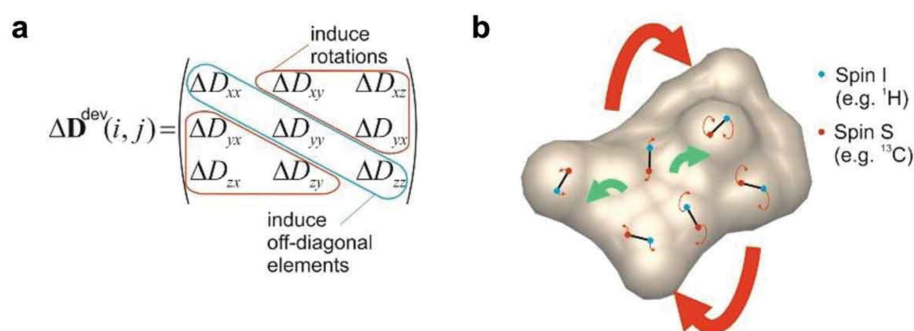 a
induce
rotations
ΔD_xx ΔD_xy ΔD_xz
ΔD^dev(i, j) = ΔD_yx ΔD_yy ΔD_yx
ΔD_zx ΔD_zy ΔD_zz
induce
off-diagonal
elements
b
Spin I
(e.g. ¹H)
Spin S
(e.g. ¹³C)